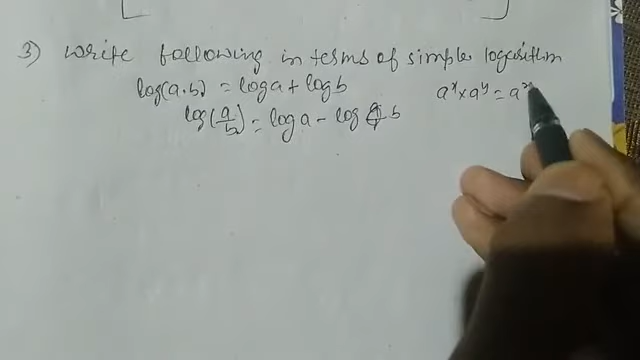 3) Write following in terms of simple logarithm
log(a.b) = log a + log b
a^x × a^y = a^x
log(a/b) = log a - log b